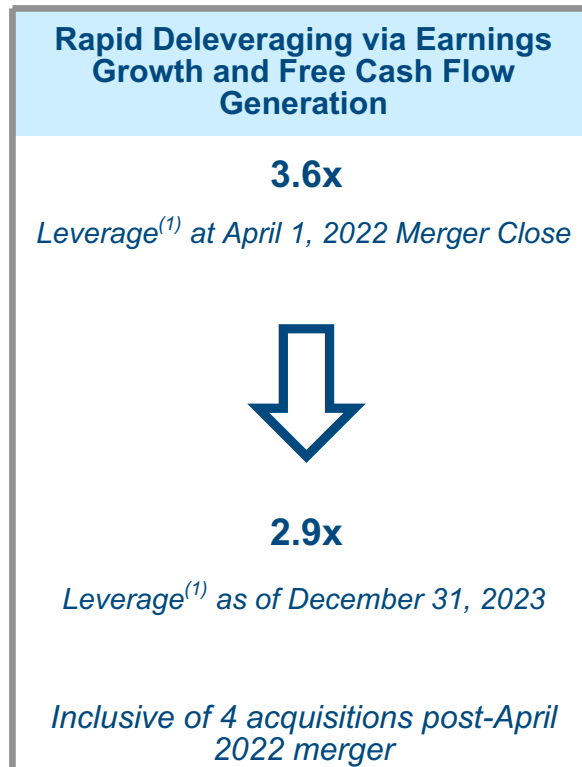 Rapid Deleveraging via Earnings
Growth and Free Cash Flow
Generation
3.6x
Leverage(1) at April 1, 2022 Merger Close
2.9x
Leverage(1) as of December 31, 2023
Inclusive of 4 acquisitions post-April
2022 merger